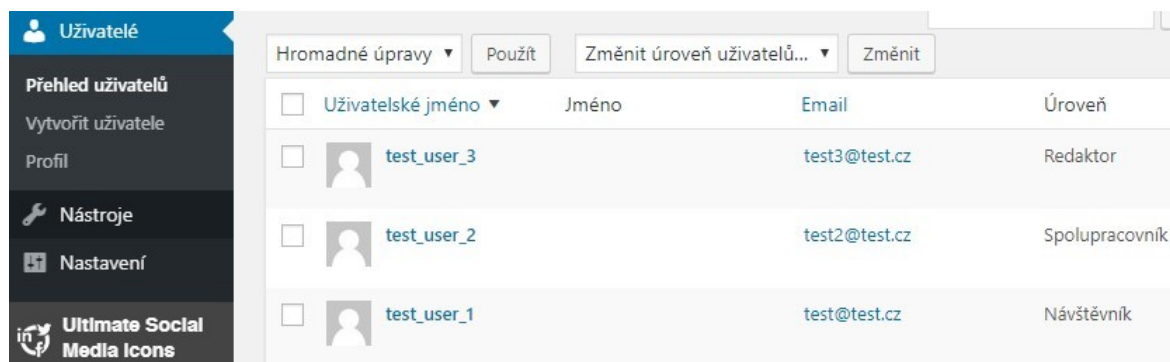 Uživatelé
Přehled uživatelů
Vytvořit uživatele
Profil
Nástroje
Nastavení
Ultimate Social
Media Icons
Hromadné úpravy ▼ Použít Změnit úroveň uživatelů... ▼ Změnit
Uživatelské jméno ▼ Jméno Email Úroveň
test_user_3 test3@test.cz Redaktor
test_user_2 test2@test.cz Spolupracovník
test_user_1 test@test.cz Návštěvník